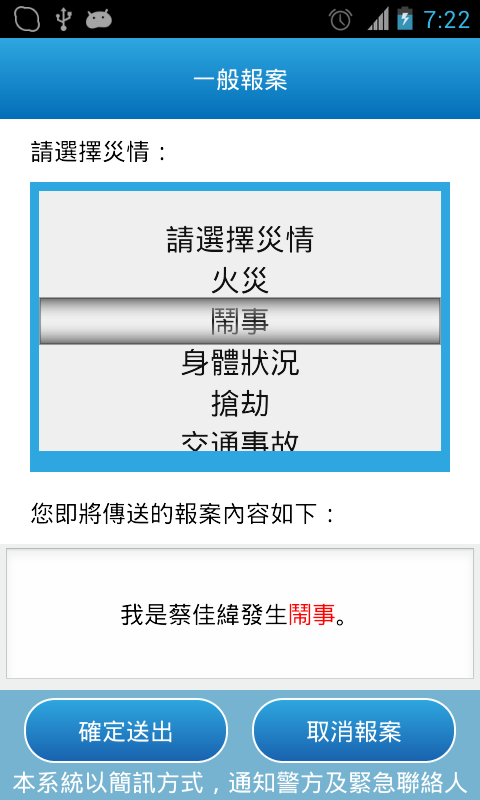 7:22
一般報案
請選擇災情：
請選擇災情
火災
鬧事
身體狀況
搶劫
交通事故
您即將傳送的報案內容如下：
我是蔡佳緯發生鬧事。
確定送出
取消報案
本系統以簡訊方式，通知警方及緊急聯絡人